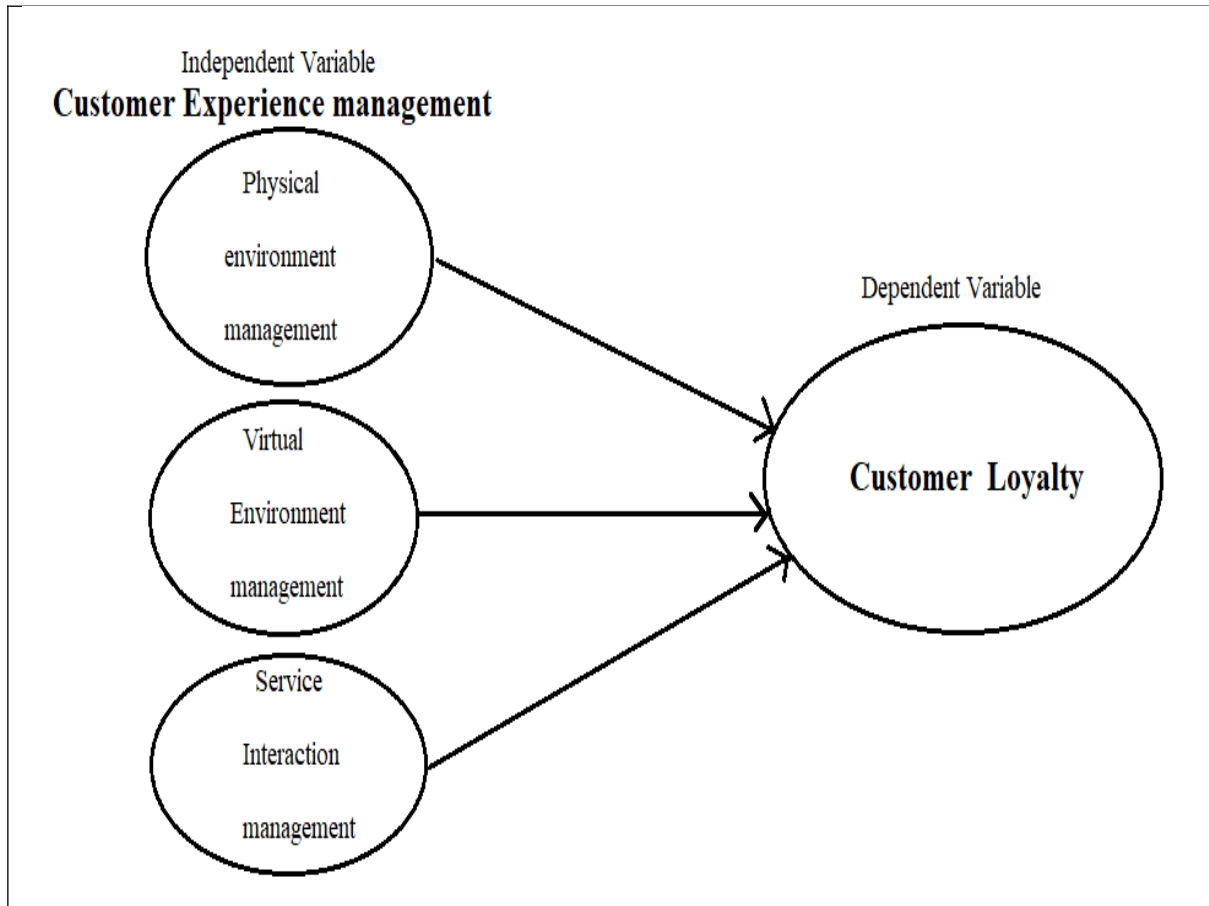 Independent Variable
Customer Experience management
Physical
environment
management
Virtual
Environment
management
Service
Interaction
management
Dependent Variable
Customer Loyalty